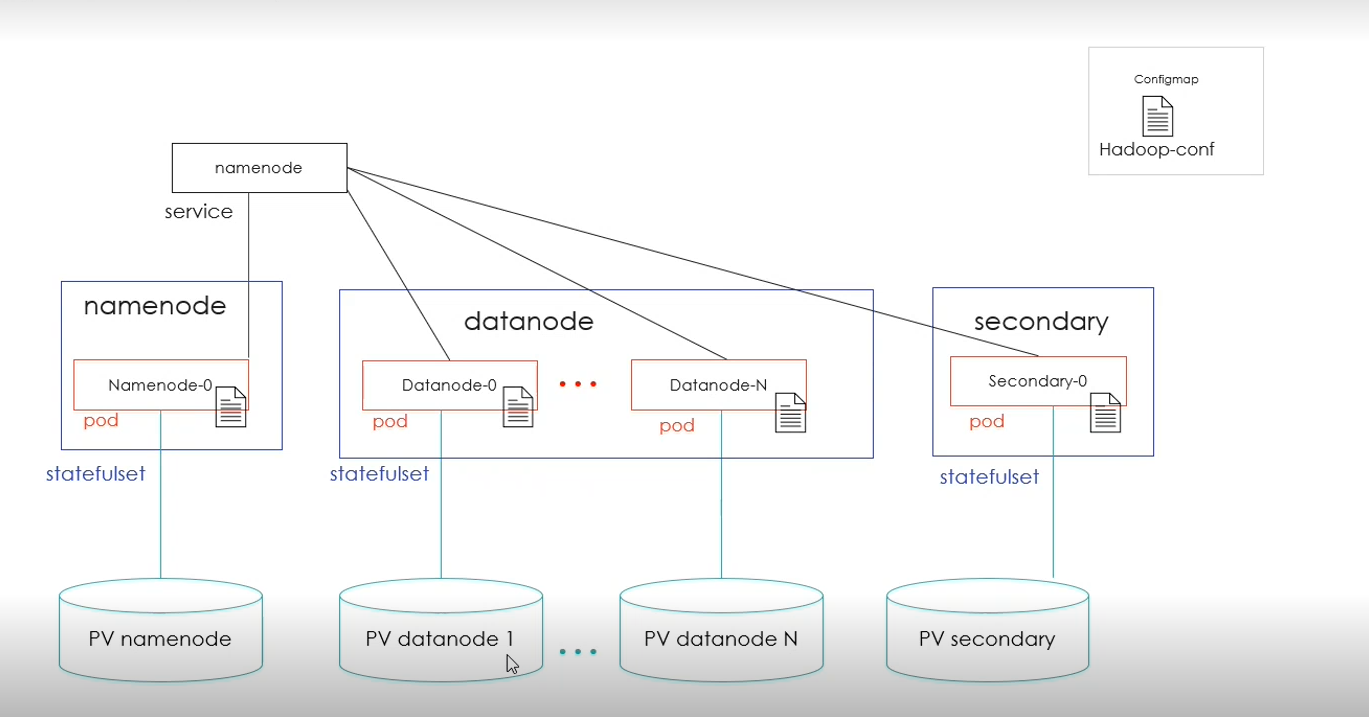 Configmap
Hadoop-conf
namenode
service
namenode
datanode
secondary
Namenode-0
Datanode-0
Datanode-N
Secondary-0
pod
pod
pod
pod
statefulset
statefulset
statefulset
PV namenode
PV datanode 1
PV datanode N
PV secondary